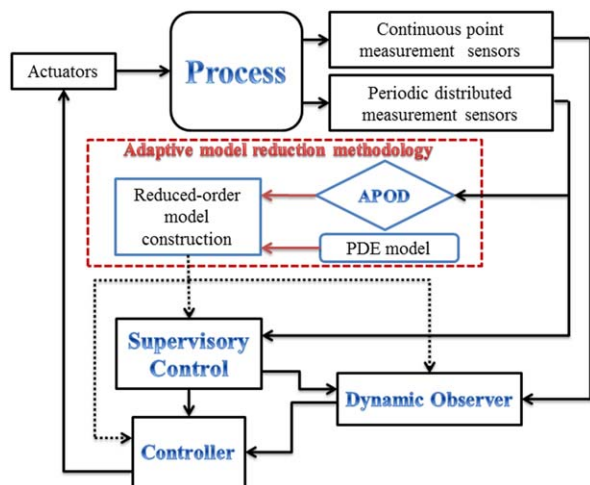 Continuous point
measurement sensors
Actuators
Process
Periodic distributed
measurement sensors
Adaptive model reduction methodology
Reduced-order
model
construction
APOD
PDE model
Supervisory
Control
Dynamic Observer
Controller